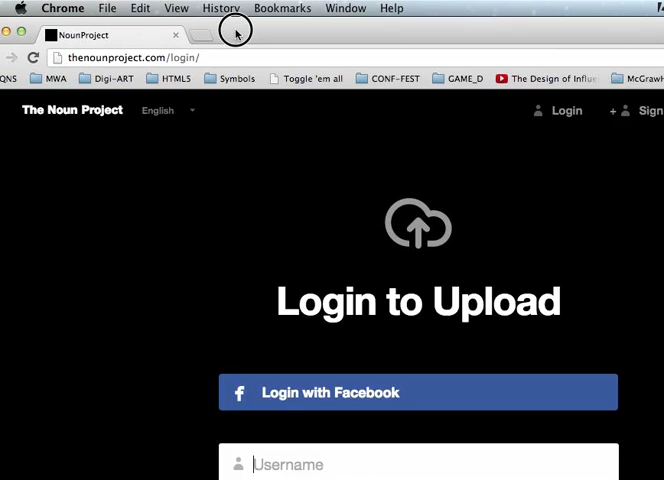 Chrome File Edit View History Bookmarks Window Help
NounProject
thenounproject.com/login/
QNS MWA Digi-ART HTML5 Symbols Toggle 'em all CONF-FEST GAME_D The Design of Influe McGrawH
The Noun Project English Login + Sign
Login to Upload
f Login with Facebook
Username